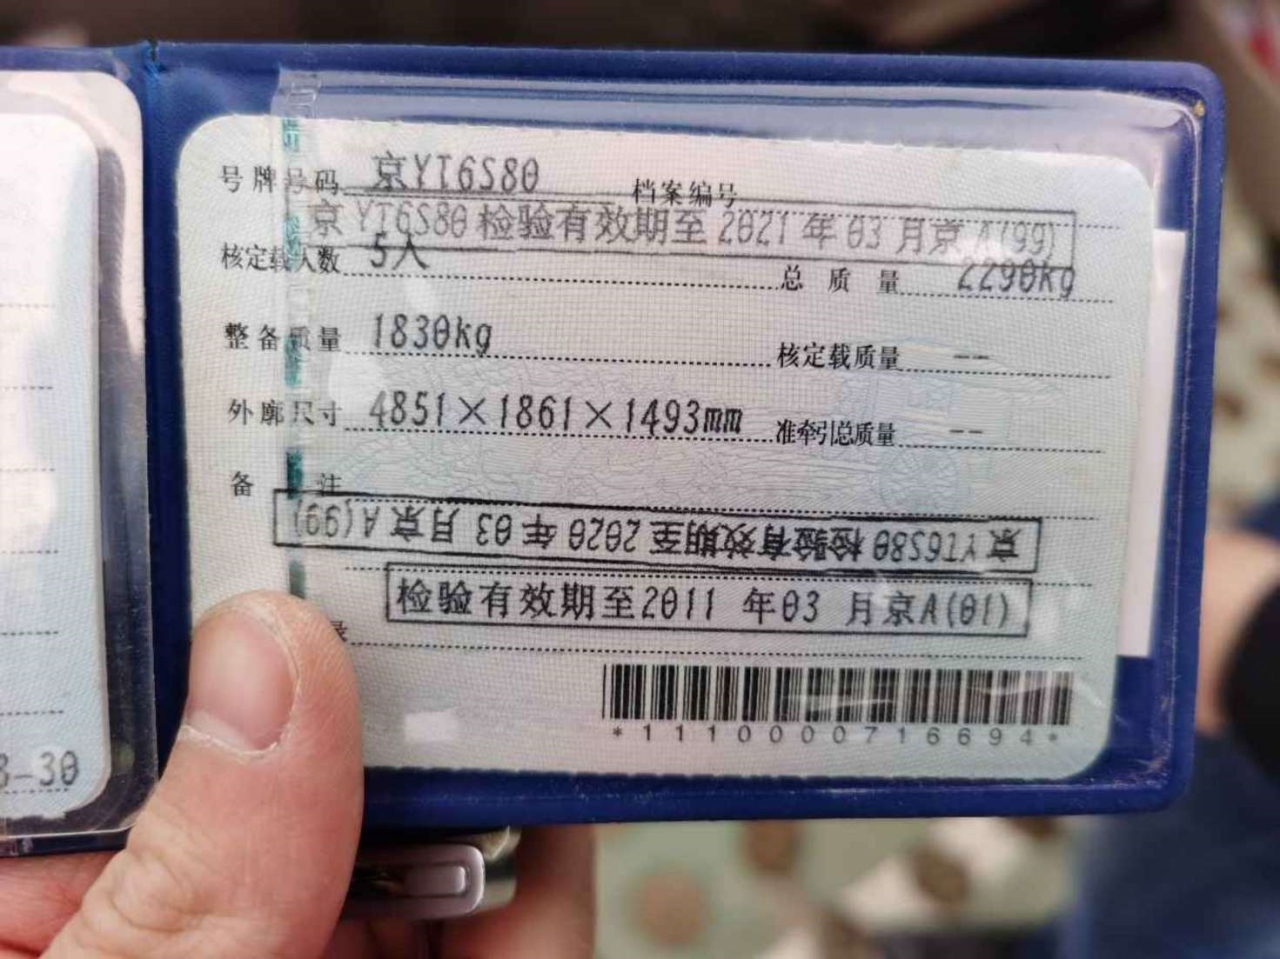 号牌号码 京YT6S80 档案编号
京YT6S80检验有效期至2021年03月京A(99)
核定载人数 5人 总质量 2290kg
整备质量 1830kg 核定载质量 --
外廓尺寸 4851×1861×1493mm 准牵引总质量 --
备注
京YT6S80检验有效期至2020年03月京A(99)
检验有效期至2011年03月京A(01)
录
*1110000716694*
3-30